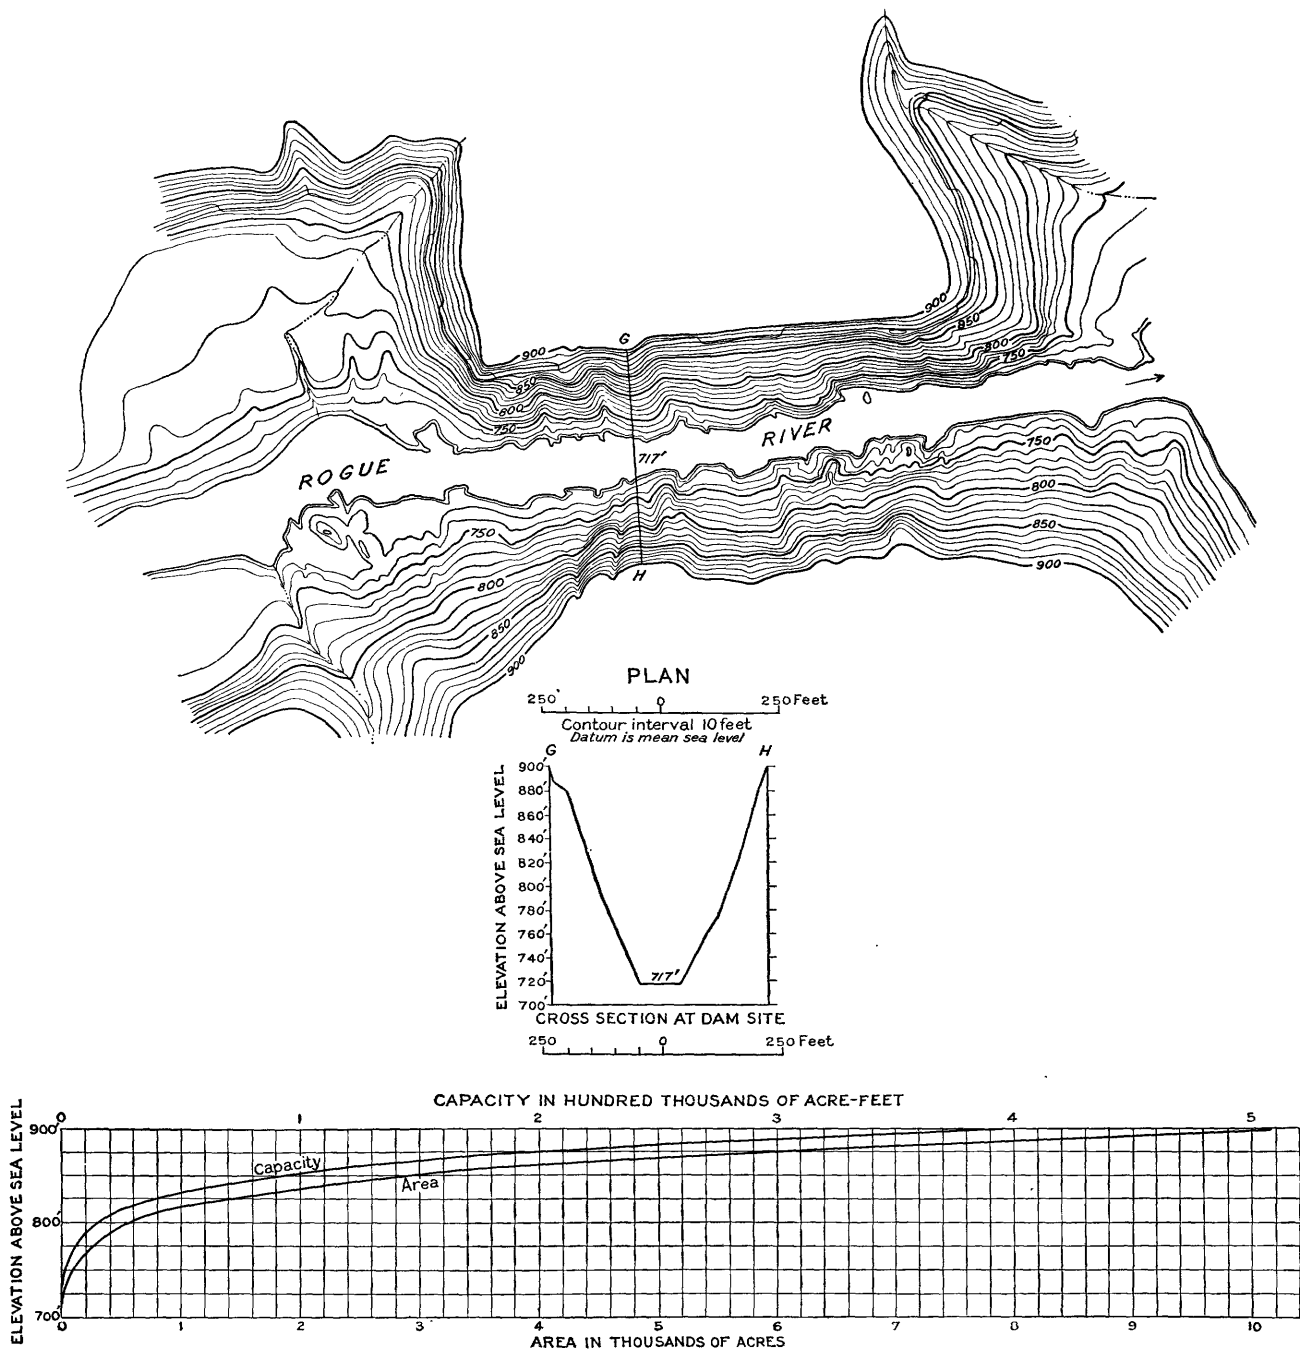 G
900
900
850
850
800
800
750
750
RIVER
717'
ROGUE
750
750
800
800
850
850
900
900
H
PLAN
250' 0 250 Feet
Contour interval 10 feet
Datum is mean sea level
G H
ELEVATION ABOVE SEA LEVEL
900'
880'
860'
840'
820'
800'
780'
760'
740'
720'
700'
717'
CROSS SECTION AT DAM SITE
250 0 250 Feet
CAPACITY IN HUNDRED THOUSANDS OF ACRE-FEET
0 1 2 3 4 5
ELEVATION ABOVE SEA LEVEL
900'
800'
700'
Capacity
Area
0 1 2 3 4 5 6 7 8 9 10
AREA IN THOUSANDS OF ACRES